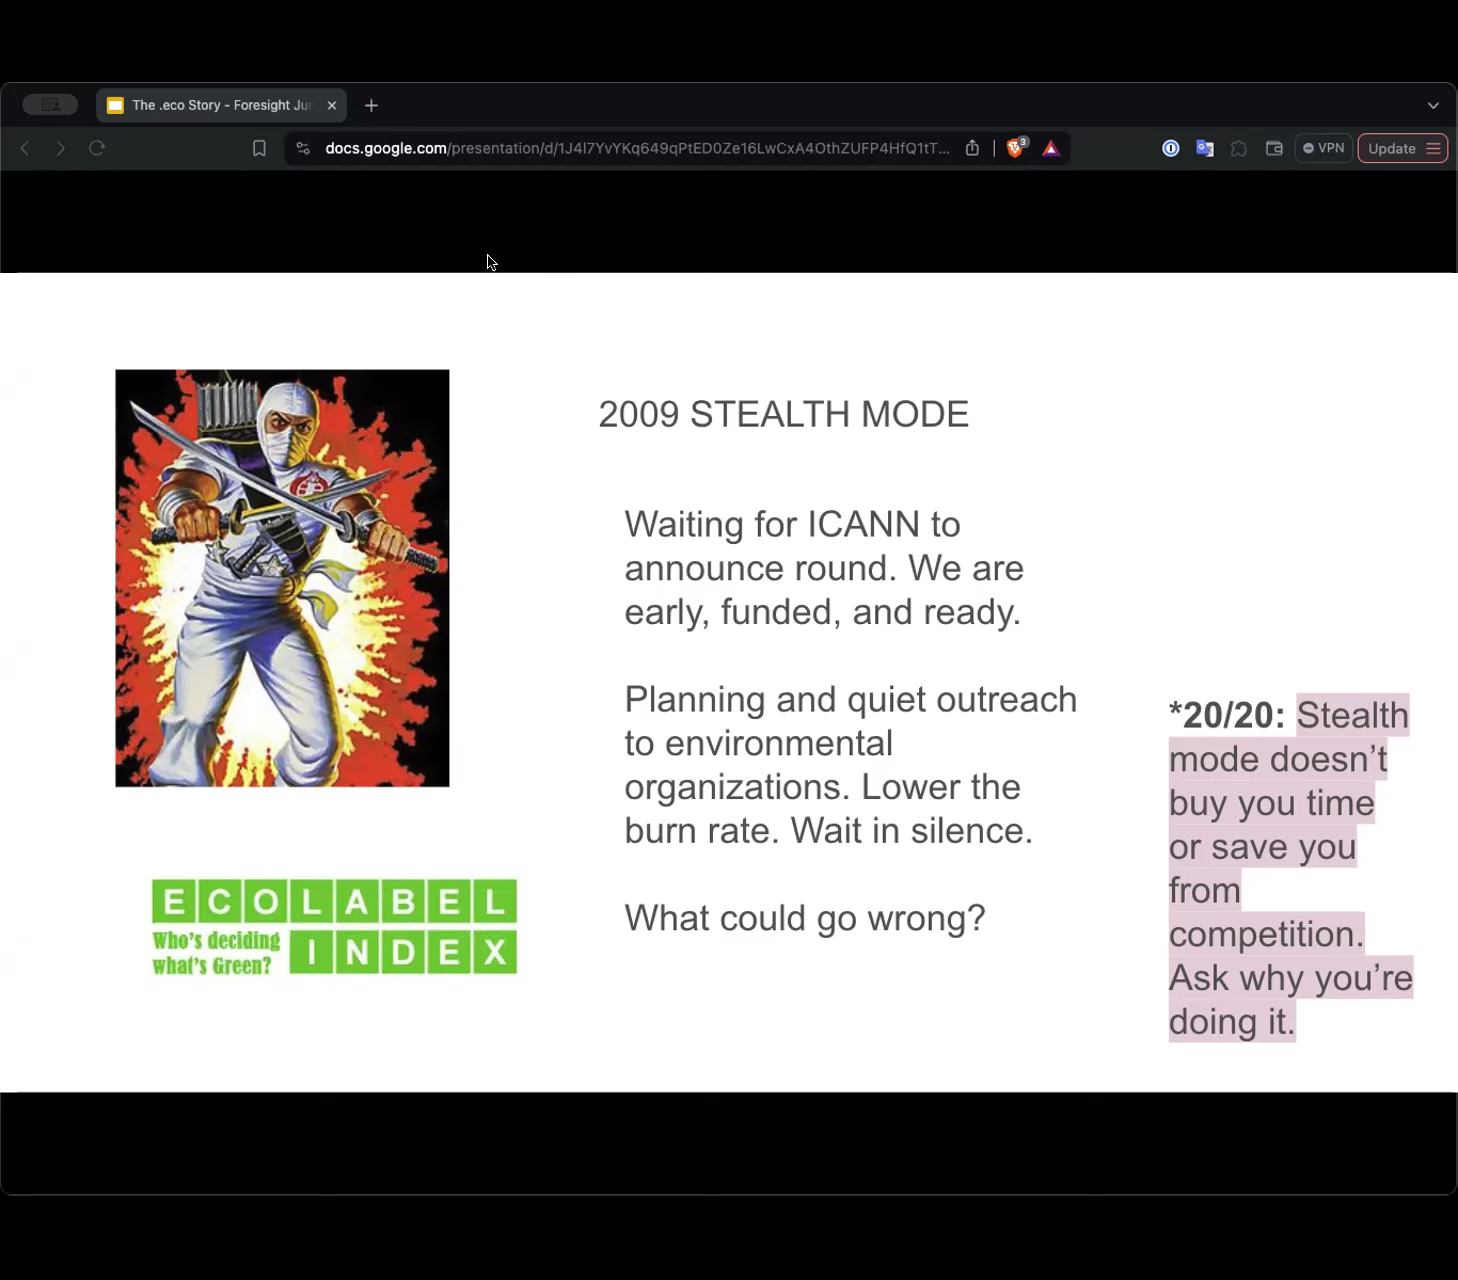 The .eco Story - Foresight Jun
docs.google.com/presentation/d/1J4l7YvYKq649qPtED0Ze16LwCxA4OthZUFP4HfQ1tT...
3
VPN
Update
2009 STEALTH MODE
Waiting for ICANN to
announce round. We are
early, funded, and ready.
Planning and quiet outreach
to environmental
organizations. Lower the
burn rate. Wait in silence.
What could go wrong?
*20/20: Stealth
mode doesn’t
buy you time
or save you
from
competition.
Ask why you’re
doing it.
ECOLABEL
Who's deciding
what's Green?
INDEX